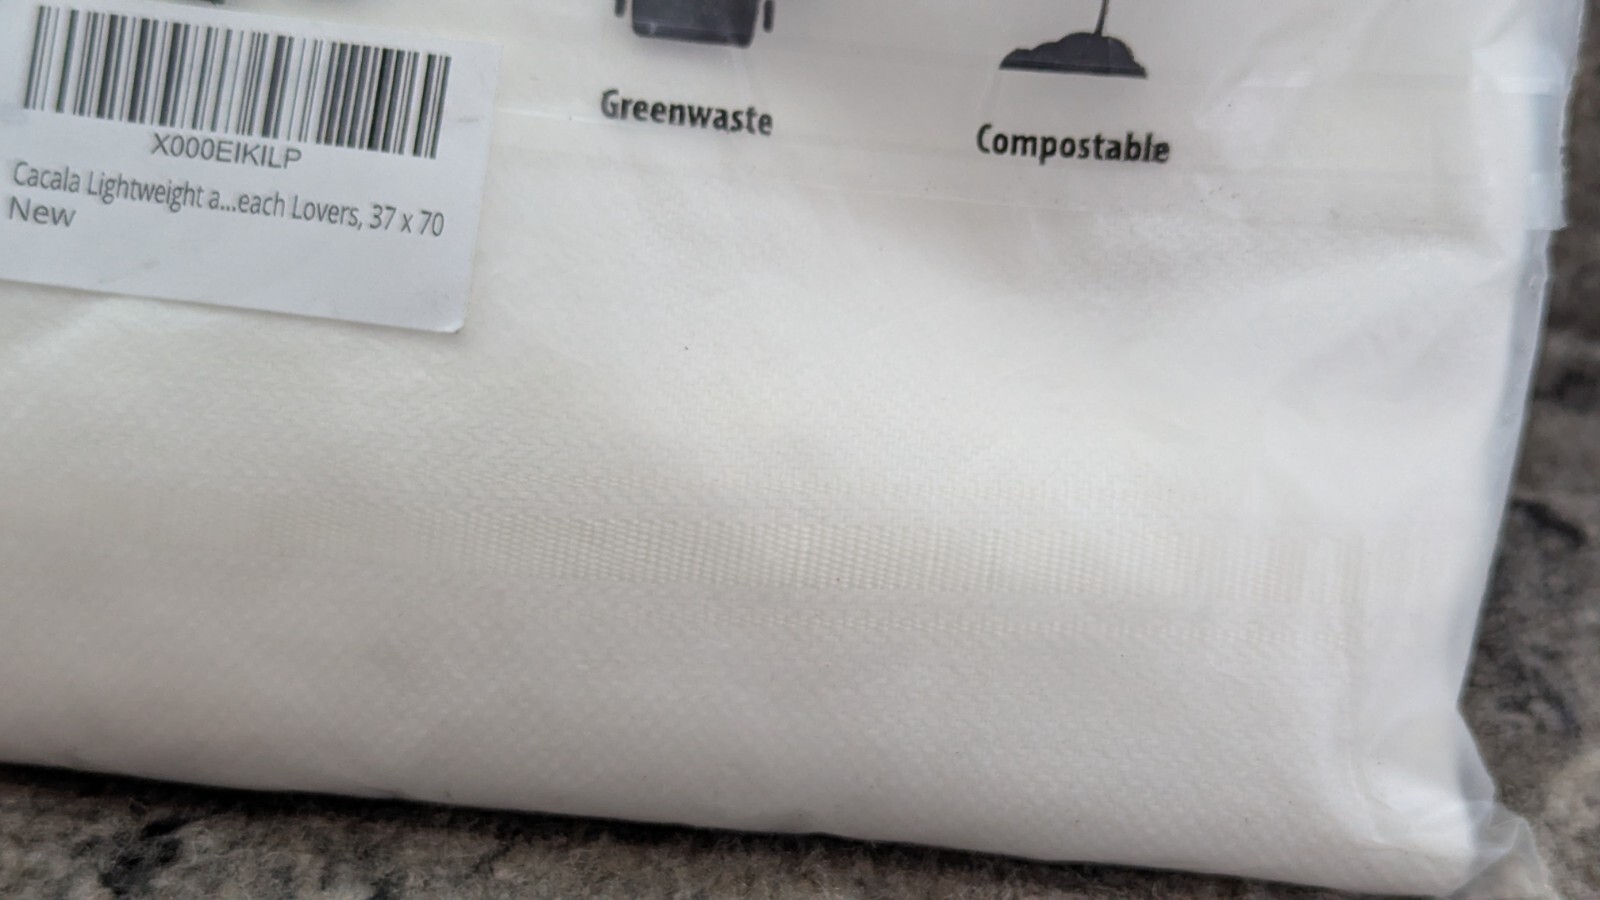 X000EIKILP
Cacala Lightweight a...each Lovers, 37 x 70
New
Greenwaste
Compostable